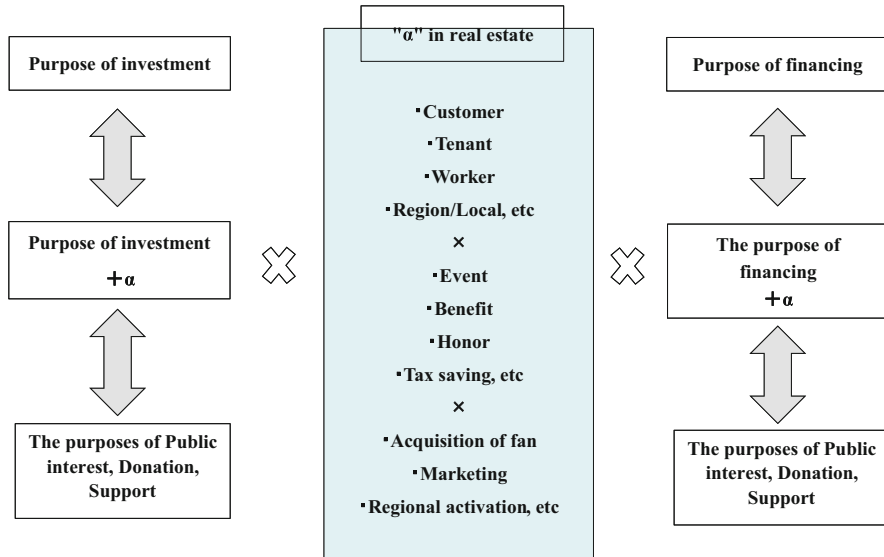 Purpose of investment
+α
Purpose of investment
The purposes of Public
interest, Donation,
Support
"α" in real estate
・Customer
・Tenant
・Worker
・Region/Local, etc
×
・Event
・Benefit
・Honor
・Tax saving, etc
×
・Acquisition of fan
・Marketing
・Regional activation, etc
Purpose of financing
The purpose of
financing
+α
The purposes of Public
interest, Donation,
Support